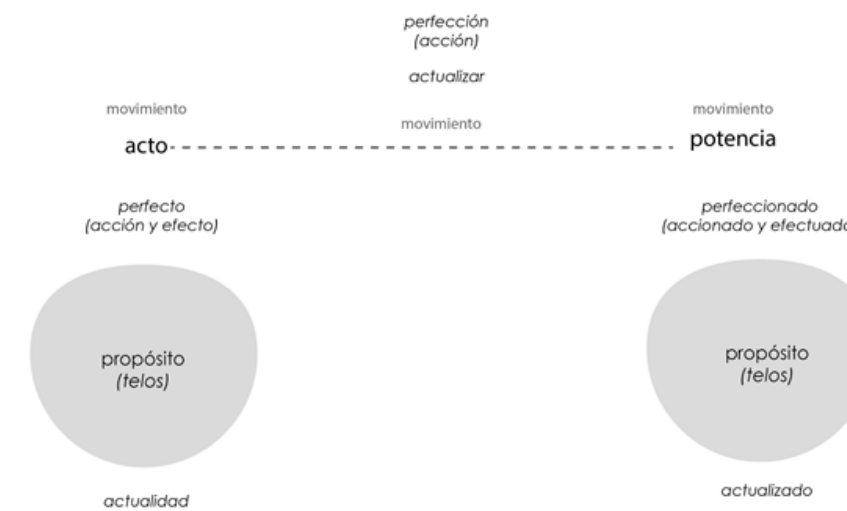 perfección
(acción)
actualizar
movimiento
movimiento
movimiento
acto
potencia
perfecto
(acción y efecto)
perfeccionado
(accionado y efectuado
propósito
(telos)
propósito
(telos)
actualidad
actualizado